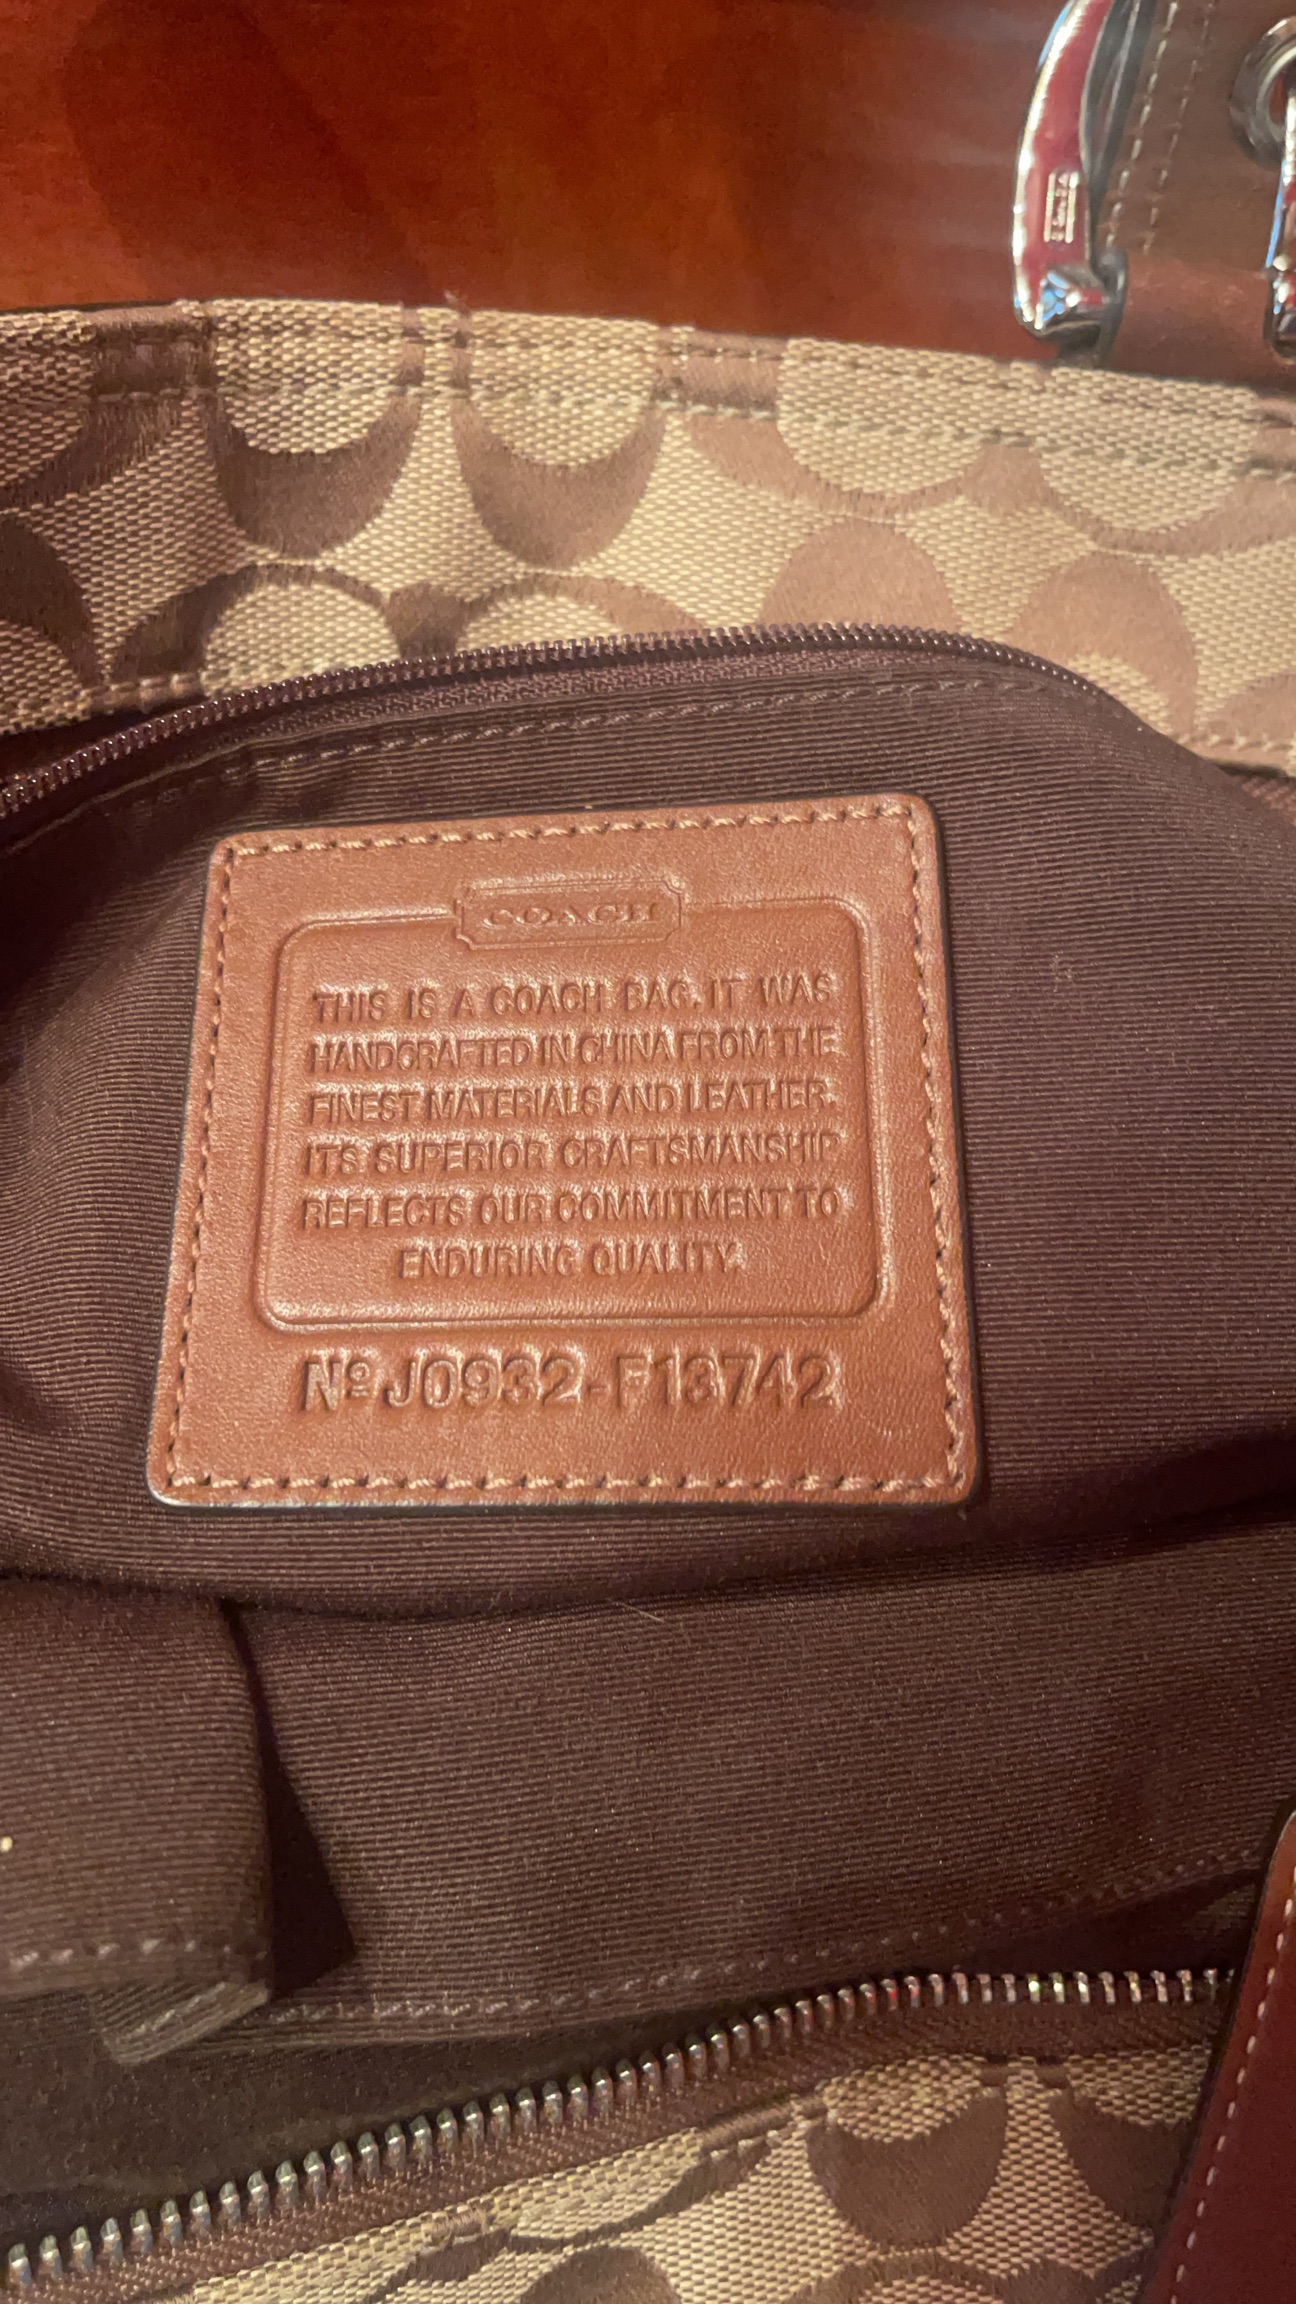 COACH
THIS IS A COACH BAG. IT WAS
HANDCRAFTED IN CHINA FROM THE
FINEST MATERIALS AND LEATHER.
ITS SUPERIOR CRAFTSMANSHIP
REFLECTS OUR COMMITMENT TO
ENDURING QUALITY.
Nº J0932-F13742